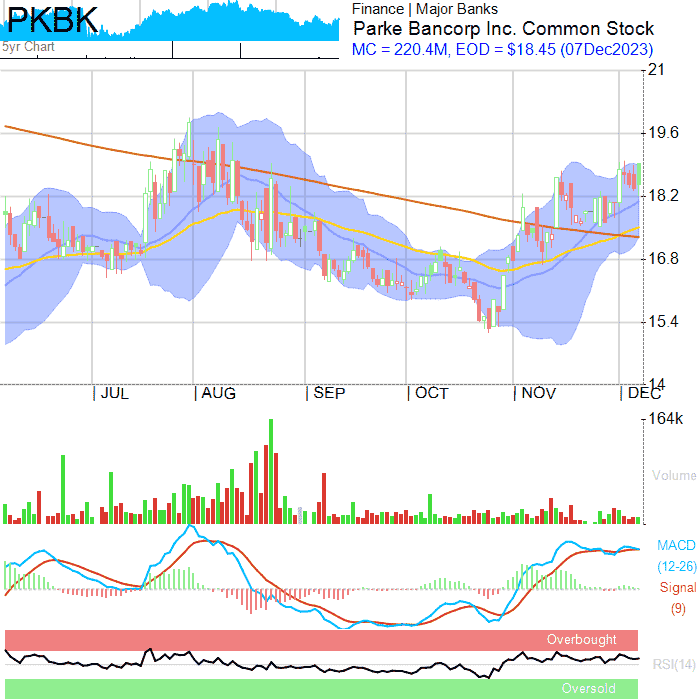 PKBK
5yr Chart
Finance | Major Banks
Parke Bancorp Inc. Common Stock
MC = 220.4M, EOD = $18.45 (07Dec2023)
21
19.6
18.2
16.8
15.4
14
JUL
AUG
SEP
OCT
NOV
DEC
164k
Volume
MACD
(12-26)
Signal
(9)
Overbought
RSI(14)
Oversold